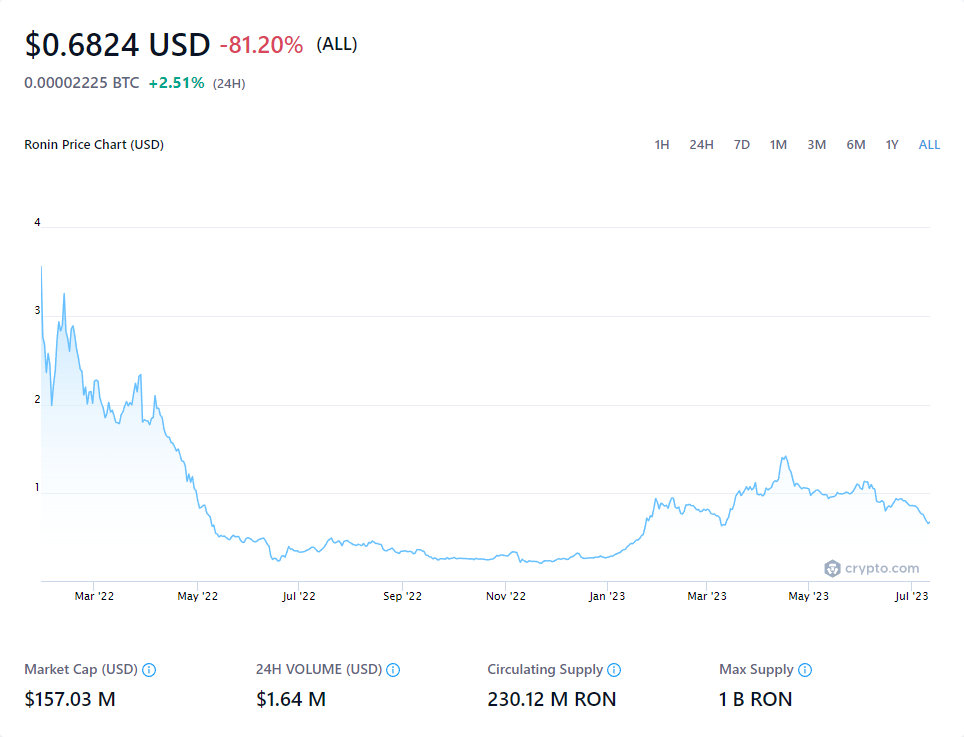 $0.6824 USD -81.20% (ALL)
0.00002225 BTC +2.51% (24H)
Ronin Price Chart (USD) 1H 24H 7D 1M 3M 6M 1Y ALL
4
3
2
1
crypto.com
Mar '22 May '22 Jul '22 Sep '22 Nov '22 Jan '23 Mar '23 May '23 Jul '23
Market Cap (USD) 24H VOLUME (USD) Circulating Supply Max Supply
$157.03 M $1.64 M 230.12 M RON 1 B RON